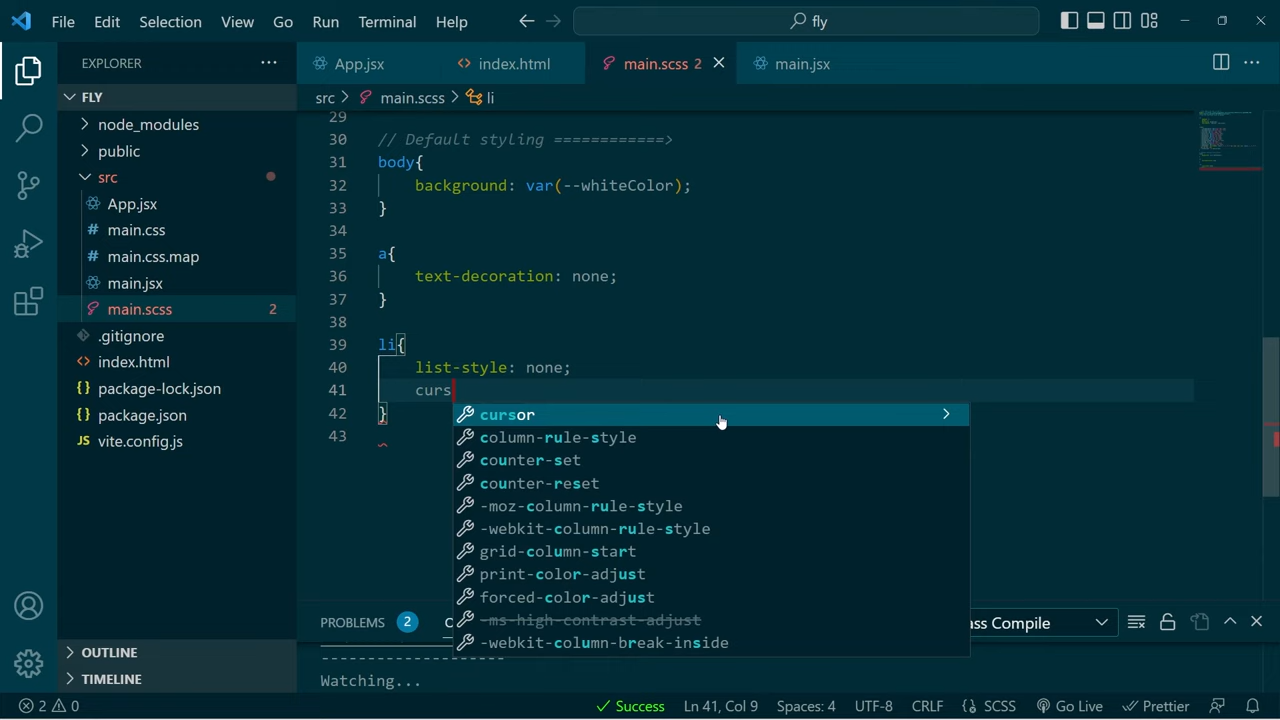 File Edit Selection View Go Run Terminal Help
fly
EXPLORER
App.jsx
index.html
main.scss 2
main.jsx
FLY
src > main.scss > li
node_modules
public
src
App.jsx
main.css
main.css.map
main.jsx
main.scss 2
.gitignore
index.html
package-lock.json
package.json
vite.config.js
29
30 // Default styling ============>
31 body{
32 background: var(--whiteColor);
33 }
34
35 a{
36 text-decoration: none;
37 }
38
39 li{
40 list-style: none;
41 curs
42 }
43
cursor
column-rule-style
counter-set
counter-reset
-moz-column-rule-style
-webkit-column-rule-style
grid-column-start
print-color-adjust
forced-color-adjust
-ms-high-contrast-adjust
-webkit-column-break-inside
PROBLEMS 2
ass Compile
--------------------
Watching...
OUTLINE
TIMELINE
2 0 Success Ln 41, Col 9 Spaces: 4 UTF-8 CRLF SCSS Go Live Prettier